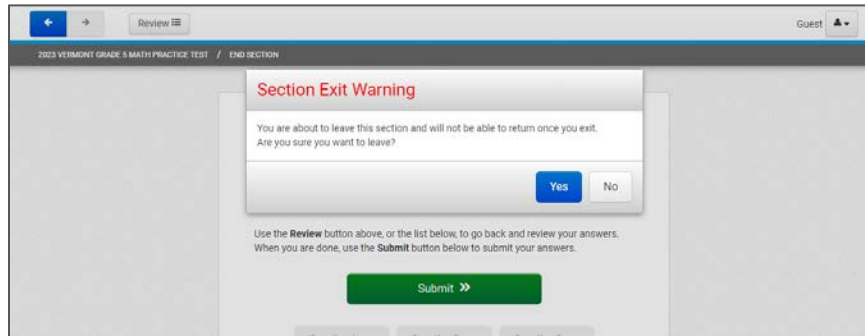 Review
Guest
2023 VERMONT GRADE 5 MATH PRACTICE TEST / END SECTION
Section Exit Warning
You are about to leave this section and will not be able to return once you exit.
Are you sure you want to leave?
Yes No
Use the Review button above, or the list below, to go back and review your answers.
When you are done, use the Submit button below to submit your answers.
Submit »